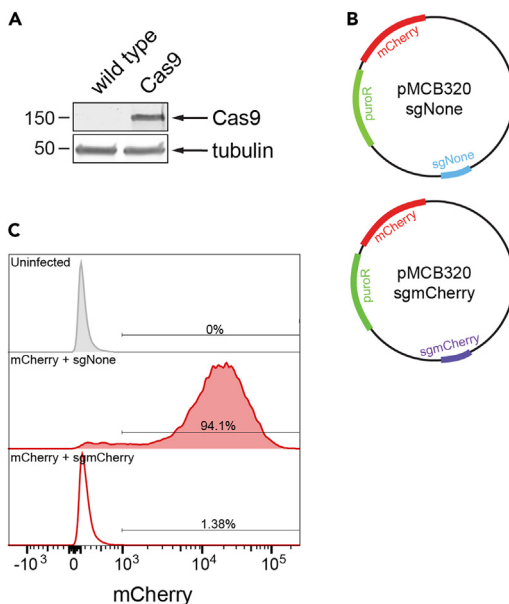 A
wild type
Cas9
150
Cas9
50
tubulin
B
mCherry
puroR
pMCB320
sgNone
sgNone
mCherry
puroR
pMCB320
sgmCherry
sgmCherry
C
Uninfected
0%
mCherry + sgNone
94.1%
mCherry + sgmCherry
1.38%
-10³ 0 10³ 10⁴ 10⁵
mCherry